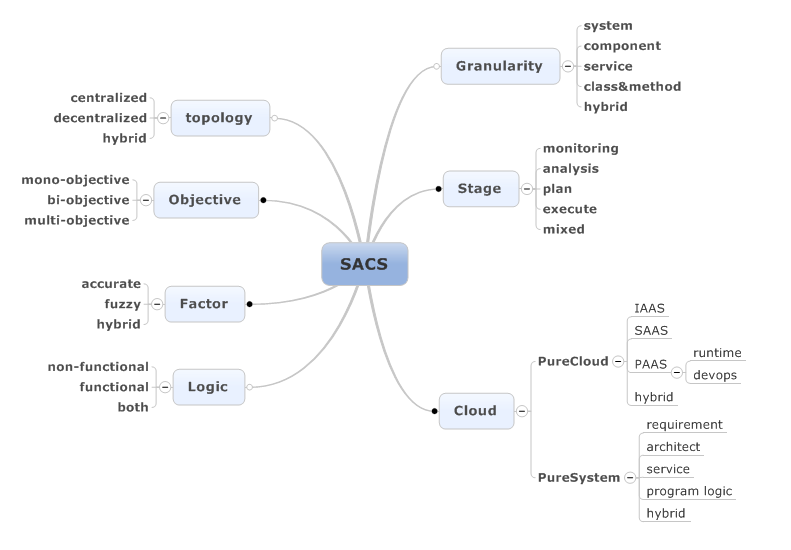 SACS
topology
centralized
decentralized
hybrid
Objective
mono-objective
bi-objective
multi-objective
Factor
accurate
fuzzy
hybrid
Logic
non-functional
functional
both
Granularity
system
component
service
class&method
hybrid
Stage
monitoring
analysis
plan
execute
mixed
Cloud
PureCloud
IAAS
SAAS
PAAS
runtime
devops
hybrid
PureSystem
requirement
architect
service
program logic
hybrid